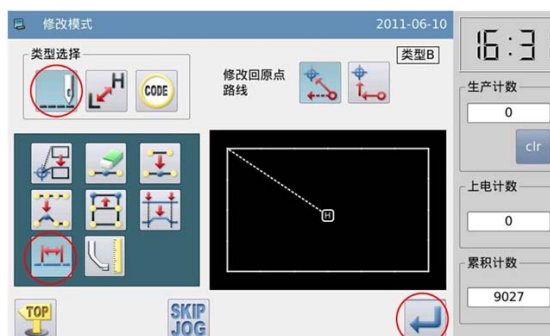 修改模式
2011-06-10
类型选择
H
CODE
修改回原点
路线
类型B
H
TOP
SKIP
JOG
16:3
生产计数
0
clr
上电计数
0
累积计数
9027